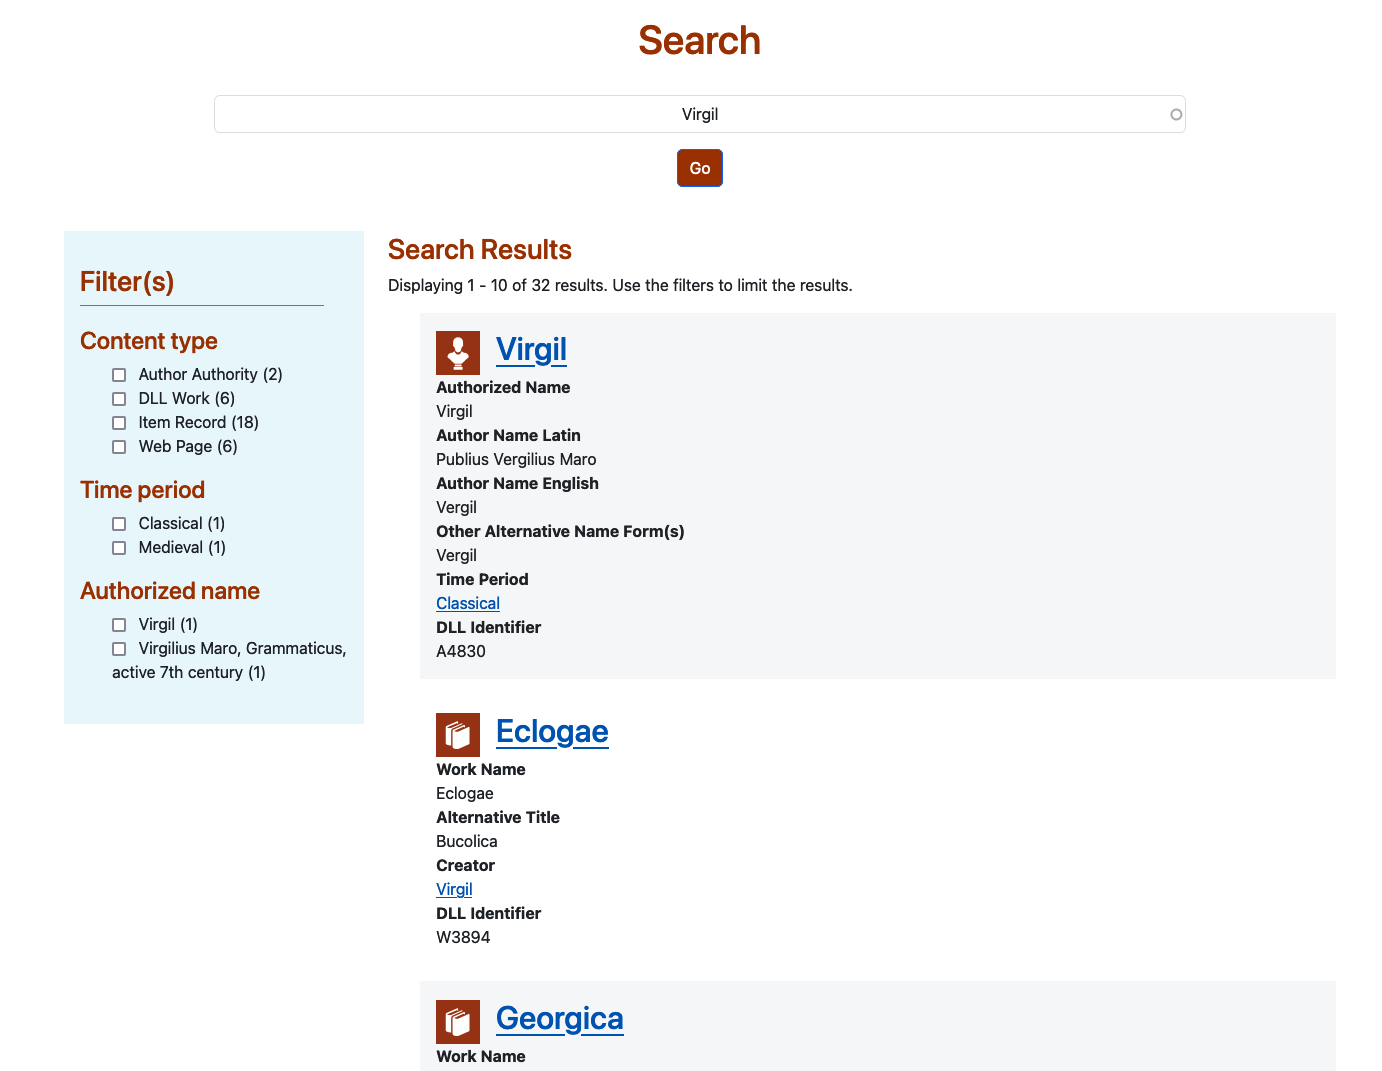 Search
Virgil
Go
Filter(s)
Content type
Author Authority (2)
DLL Work (6)
Item Record (18)
Web Page (6)
Time period
Classical (1)
Medieval (1)
Authorized name
Virgil (1)
Virgilius Maro, Grammaticus,
active 7th century (1)
Search Results
Displaying 1 - 10 of 32 results. Use the filters to limit the results.
Virgil
Authorized Name
Virgil
Author Name Latin
Publius Vergilius Maro
Author Name English
Vergil
Other Alternative Name Form(s)
Vergil
Time Period
Classical
DLL Identifier
A4830
Eclogae
Work Name
Eclogae
Alternative Title
Bucolica
Creator
Virgil
DLL Identifier
W3894
Georgica
Work Name